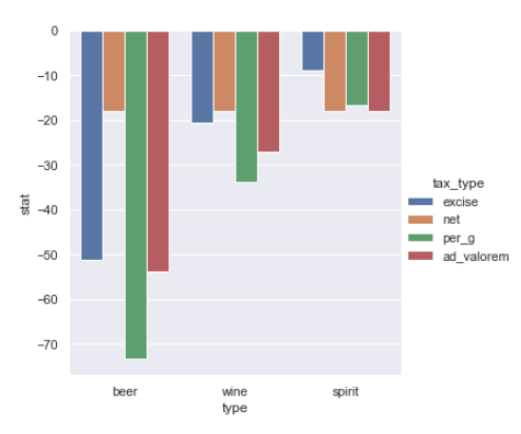 0
−10
−20
−30
−40
−50
−60
−70
stat
beer
wine
spirit
type
tax_type
excise
net
per_g
ad_valorem